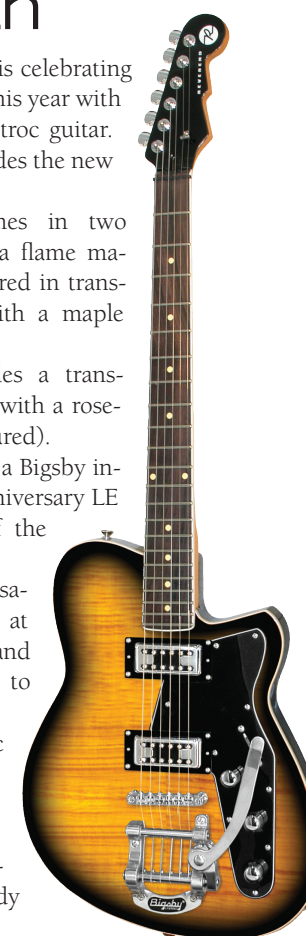 is celebrating
his year with
troc guitar.
des the new
nes in two
a flame ma-
red in trans-
ith a maple
es a trans-
with a rose-
ured).
a Bigsby in-
niversary LE
f the
sa-
at
and
to
c
-
dy
REVEREND
Bigsby